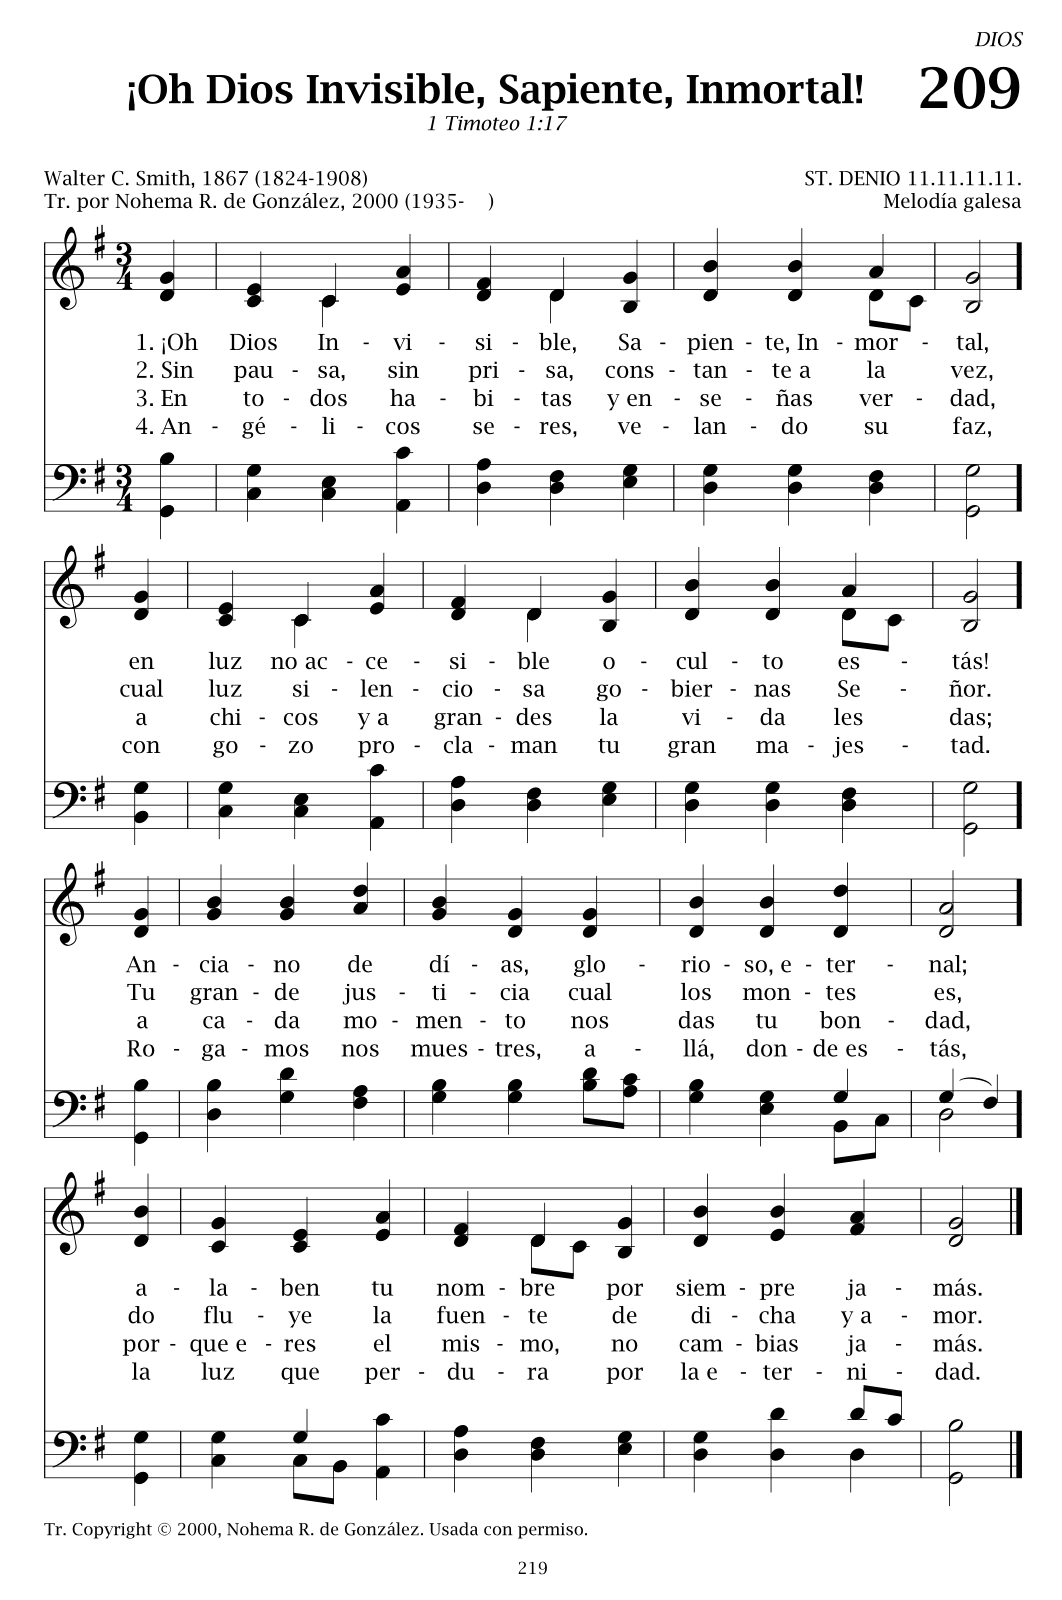 DIOS
¡Oh Dios Invisible, Sapiente, Inmortal! 209
1 Timoteo 1:17
Walter C. Smith, 1867 (1824-1908) ST. DENIO 11.11.11.11.
Tr. por Nohema R. de González, 2000 (1935- ) Melodía galesa
1. ¡Oh Dios In - vi - si - ble, Sa - pien - te, In - mor - tal,
2. Sin pau - sa, sin pri - sa, cons - tan - te a la vez,
3. En to - dos ha - bi - tas y en - se - ñas ver - dad,
4. An - gé - li - cos se - res, ve - lan - do su faz,
en luz no ac - ce - si - ble o - cul - to es - tás!
cual luz si - len - cio - sa go - bier - nas Se - ñor.
a chi - cos y a gran - des la vi - da les das;
con go - zo pro - cla - man tu gran ma - jes - tad.
An - cia - no de dí - as, glo - rio - so, e - ter - nal;
Tu gran - de jus - ti - cia cual los mon - tes es,
a ca - da mo - men - to nos das tu bon - dad,
Ro - ga - mos nos mues - tres, a - llá, don - de es - tás,
a - la - ben tu nom - bre por siem - pre ja - más.
do flu - ye la fuen - te de di - cha y a - mor.
por - que e - res el mis - mo, no cam - bias ja - más.
la luz que per - du - ra por la e - ter - ni - dad.
Tr. Copyright © 2000, Nohema R. de González. Usada con permiso.
219